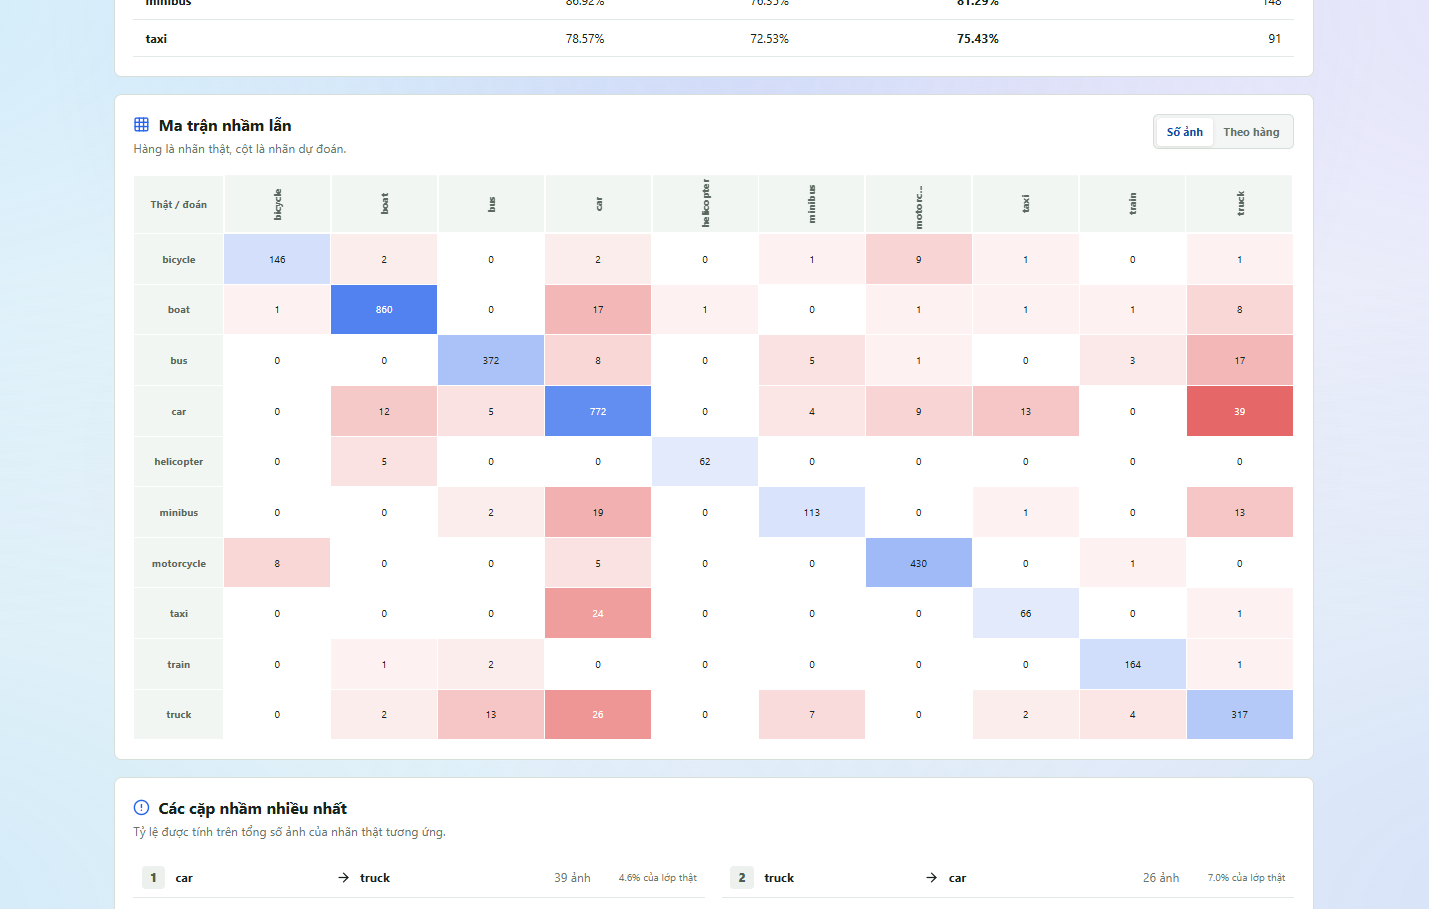 minibus 86.92% 76.35% 81.29% 148
taxi 78.57% 72.53% 75.43% 91
Ma trận nhầm lẫn
Hàng là nhãn thật, cột là nhãn dự đoán.
Số ảnh Theo hàng
Thật / đoán bicycle boat bus car helicopter minibus motorc... taxi train truck
bicycle 146 2 0 2 0 1 9 1 0 1
boat 1 860 0 17 1 0 1 1 1 8
bus 0 0 372 8 0 5 1 0 3 17
car 0 12 5 772 0 4 9 13 0 39
helicopter 0 5 0 0 62 0 0 0 0 0
minibus 0 0 2 19 0 113 0 1 0 13
motorcycle 8 0 0 5 0 0 430 0 1 0
taxi 0 0 0 24 0 0 0 66 0 1
train 0 1 2 0 0 0 0 0 164 1
truck 0 2 13 26 0 7 0 2 4 317
Các cặp nhầm nhiều nhất
Tỷ lệ được tính trên tổng số ảnh của nhãn thật tương ứng.
1 car → truck 39 ảnh 4.6% của lớp thật
2 truck → car 26 ảnh 7.0% của lớp thật